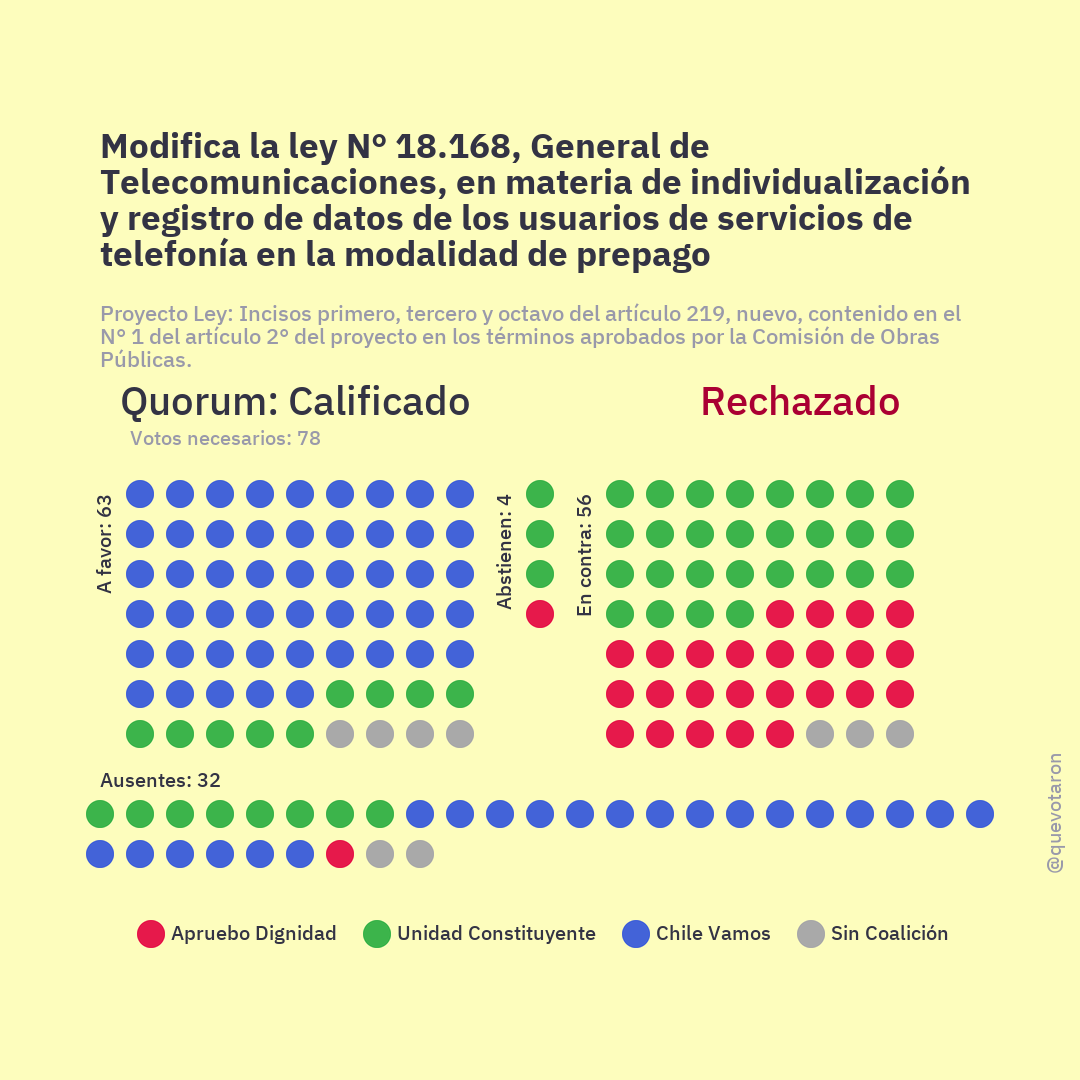 Modifica la ley N° 18.168, General de
Telecomunicaciones, en materia de individualización
y registro de datos de los usuarios de servicios de
telefonía en la modalidad de prepago
Proyecto Ley: Incisos primero, tercero y octavo del artículo 219, nuevo, contenido en el
N° 1 del artículo 2° del proyecto en los términos aprobados por la Comisión de Obras
Públicas.
Quorum: Calificado
Rechazado
Votos necesarios: 78
A favor: 63
Abstienen: 4
En contra: 56
Ausentes: 32
@quevotaron
Apruebo Dignidad
Unidad Constituyente
Chile Vamos
Sin Coalición